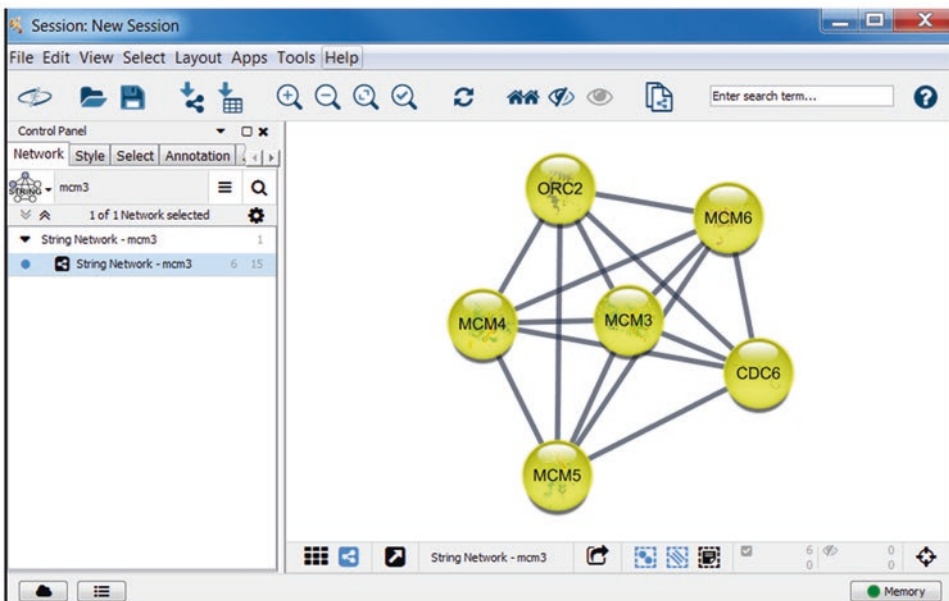 Session: New Session
File Edit View Select Layout Apps Tools Help
Enter search term...
Control Panel
Network Style Select Annotation
STRING mcm3
1 of 1 Network selected
String Network - mcm3 1
String Network - mcm3 6 15
ORC2
MCM6
MCM4
MCM3
CDC6
MCM5
String Network - mcm3
6 0
0 0
Memory